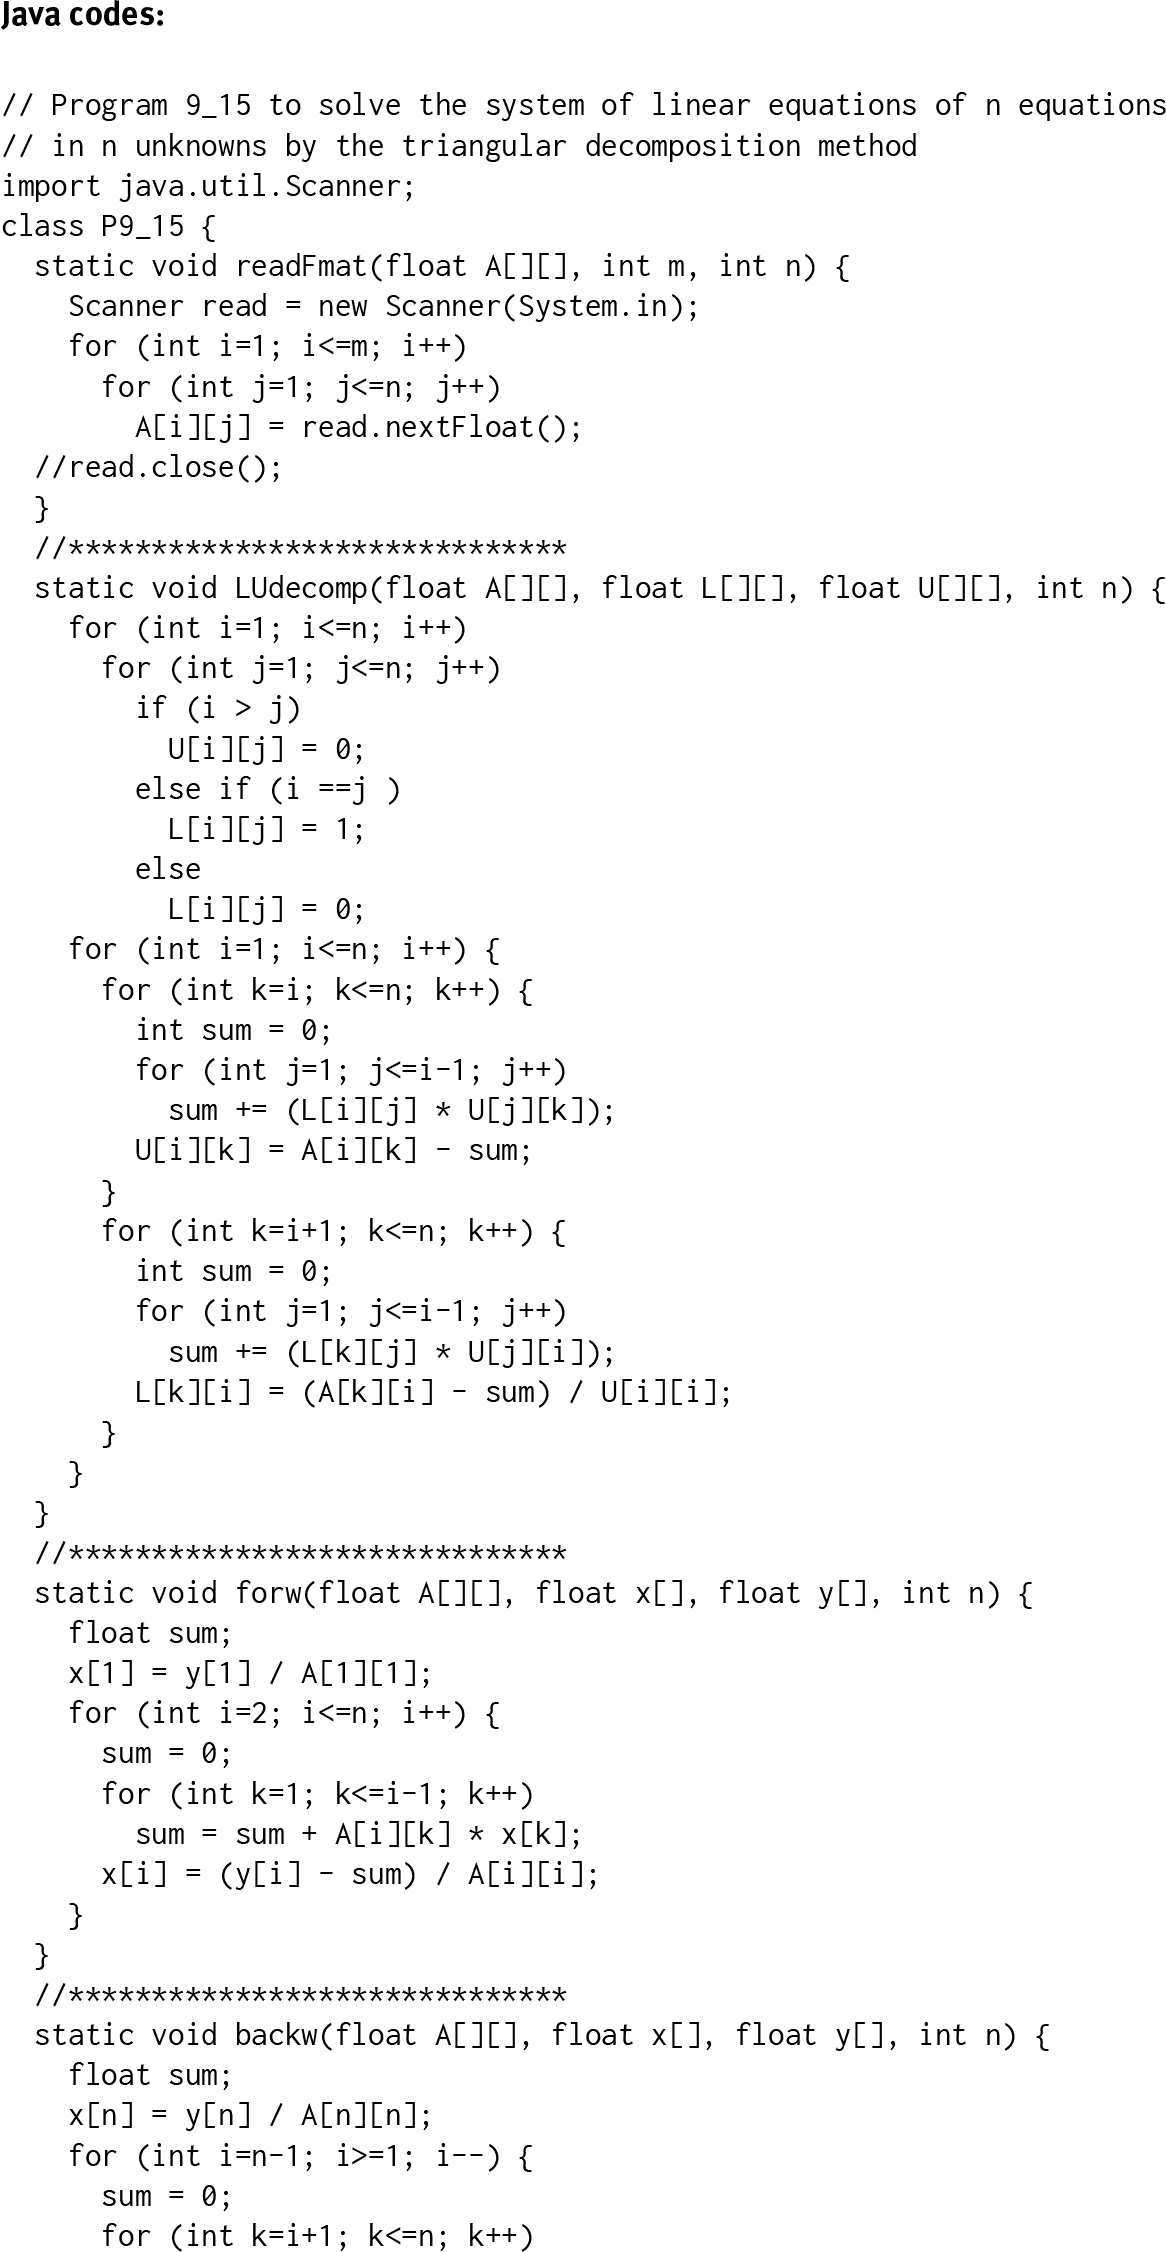 Java codes:
// Program 9_15 to solve the system of linear equations of n equations
// in n unknowns by the triangular decomposition method
import java.util.Scanner;
class P9_15 {
  static void readFmat(float A[][], int m, int n) {
    Scanner read = new Scanner(System.in);
    for (int i=1; i<=m; i++)
      for (int j=1; j<=n; j++)
        A[i][j] = read.nextFloat();
  //read.close();
  }
  //******************************
  static void LUdecomp(float A[][], float L[][], float U[][], int n) {
    for (int i=1; i<=n; i++)
      for (int j=1; j<=n; j++)
        if (i > j)
          U[i][j] = 0;
        else if (i ==j )
          L[i][j] = 1;
        else
          L[i][j] = 0;
    for (int i=1; i<=n; i++) {
      for (int k=i; k<=n; k++) {
        int sum = 0;
        for (int j=1; j<=i-1; j++)
          sum += (L[i][j] * U[j][k]);
        U[i][k] = A[i][k] - sum;
      }
      for (int k=i+1; k<=n; k++) {
        int sum = 0;
        for (int j=1; j<=i-1; j++)
          sum += (L[k][j] * U[j][i]);
        L[k][i] = (A[k][i] - sum) / U[i][i];
      }
    }
  }
  //******************************
  static void forw(float A[][], float x[], float y[], int n) {
    float sum;
    x[1] = y[1] / A[1][1];
    for (int i=2; i<=n; i++) {
      sum = 0;
      for (int k=1; k<=i-1; k++)
        sum = sum + A[i][k] * x[k];
      x[i] = (y[i] - sum) / A[i][i];
    }
  }
  //******************************
  static void backw(float A[][], float x[], float y[], int n) {
    float sum;
    x[n] = y[n] / A[n][n];
    for (int i=n-1; i>=1; i--) {
      sum = 0;
      for (int k=i+1; k<=n; k++)